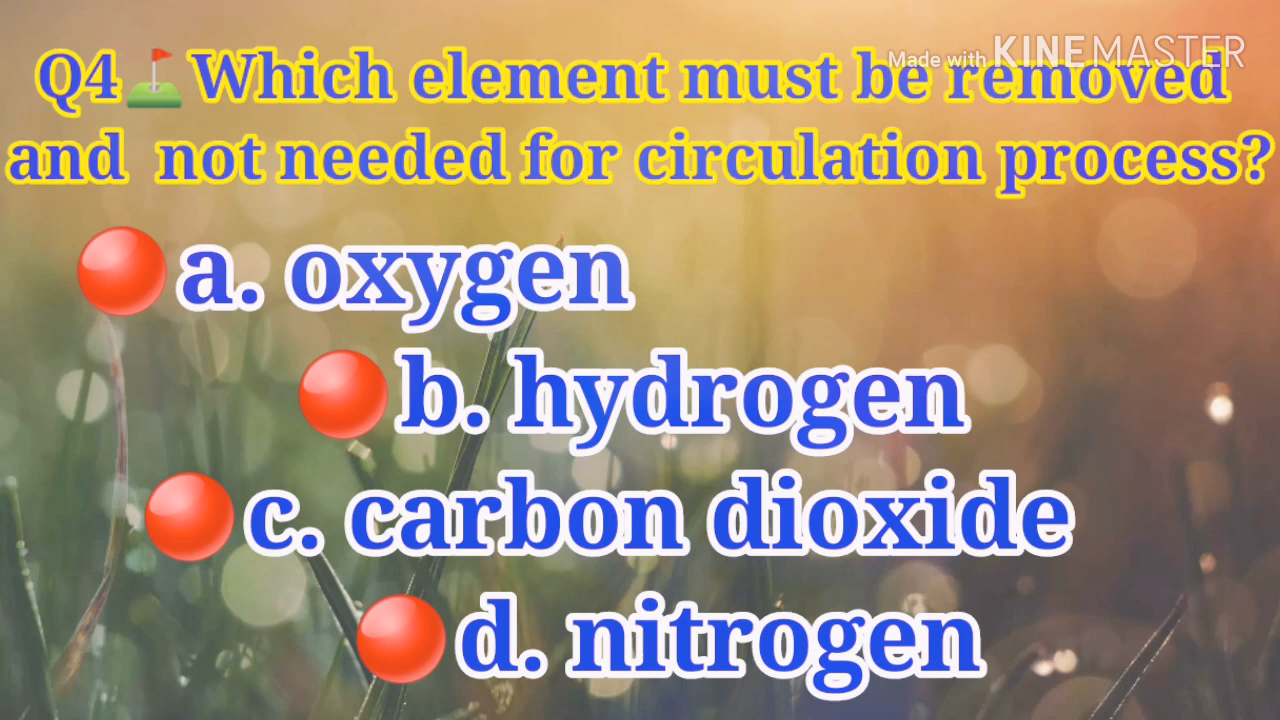 Made with KINEMASTER
Q4⛳Which element must be removed
and not needed for circulation process?
a. oxygen
b. hydrogen
c. carbon dioxide
d. nitrogen